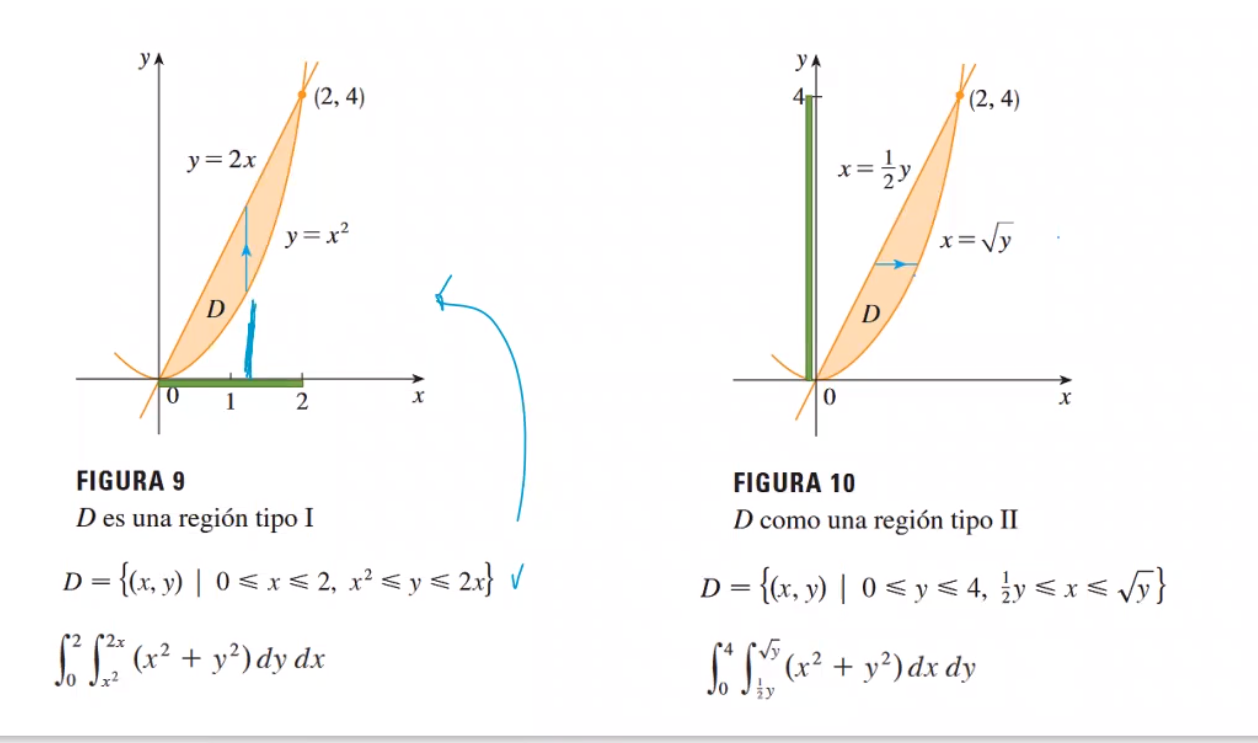 y
(2, 4)
y = 2x
y = x²
D
0 1 2 x
FIGURA 9
D es una región tipo I
D = {(x, y) | 0 ⩽ x ⩽ 2, x² ⩽ y ⩽ 2x} ✓
∫₀² ∫ₓ²²ˣ (x² + y²) dy dx
y
4
(2, 4)
x = ½y
x = √y
D
0 x
FIGURA 10
D como una región tipo II
D = {(x, y) | 0 ⩽ y ⩽ 4, ½y ⩽ x ⩽ √y}
∫₀⁴ ∫_{½y}^{√y} (x² + y²) dx dy